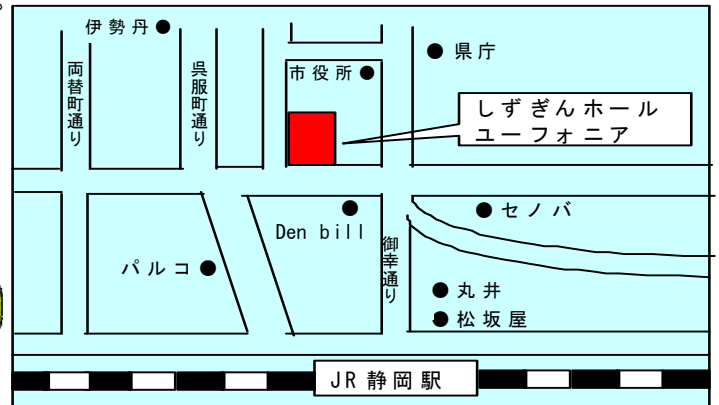 伊勢丹
県庁
市役所
両替町通り
呉服町通り
しずぎんホール
ユーフォニア
セノバ
Den bill
御幸通り
パルコ
丸井
松坂屋
JR静岡駅